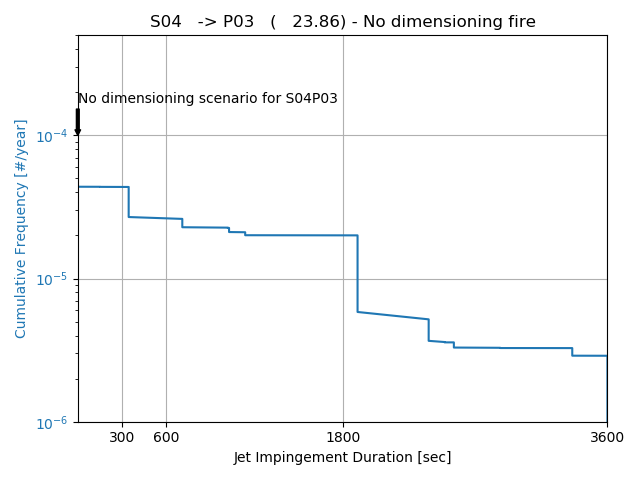 S04 -> P03 ( 23.86) - No dimensioning fire
No dimensioning scenario for S04P03
Cumulative Frequency [#/year]
10⁻⁴
10⁻⁵
10⁻⁶
300 600 1800 3600
Jet Impingement Duration [sec]